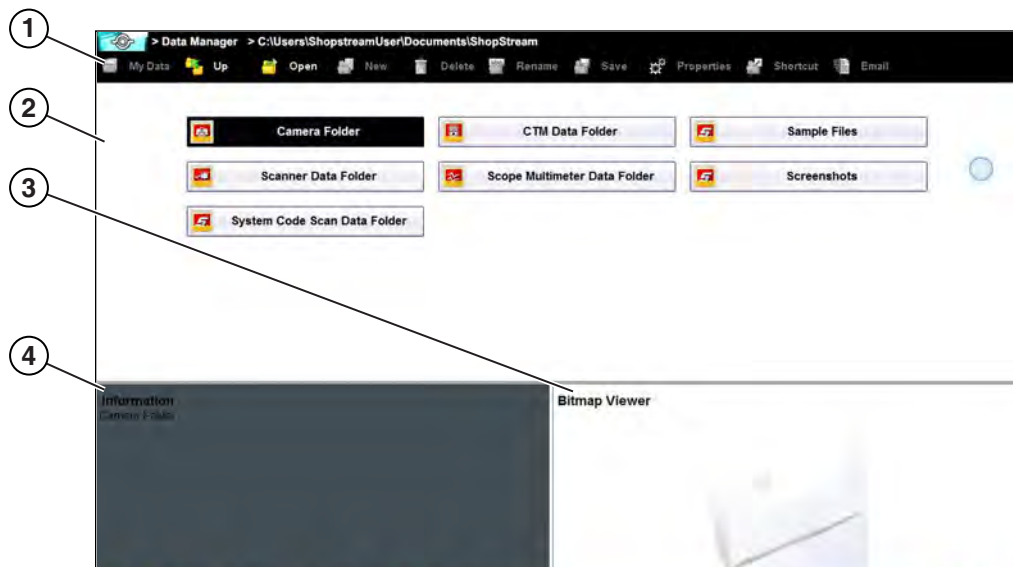 1
> Data Manager > C:\Users\ShopstreamUser\Documents\ShopStream
My Data Up Open New Delete Rename Save Properties Shortcut Email
2
Camera Folder CTM Data Folder Sample Files
Scanner Data Folder Scope Multimeter Data Folder Screenshots
3
System Code Scan Data Folder
4
Information Bitmap Viewer
Camera Folder